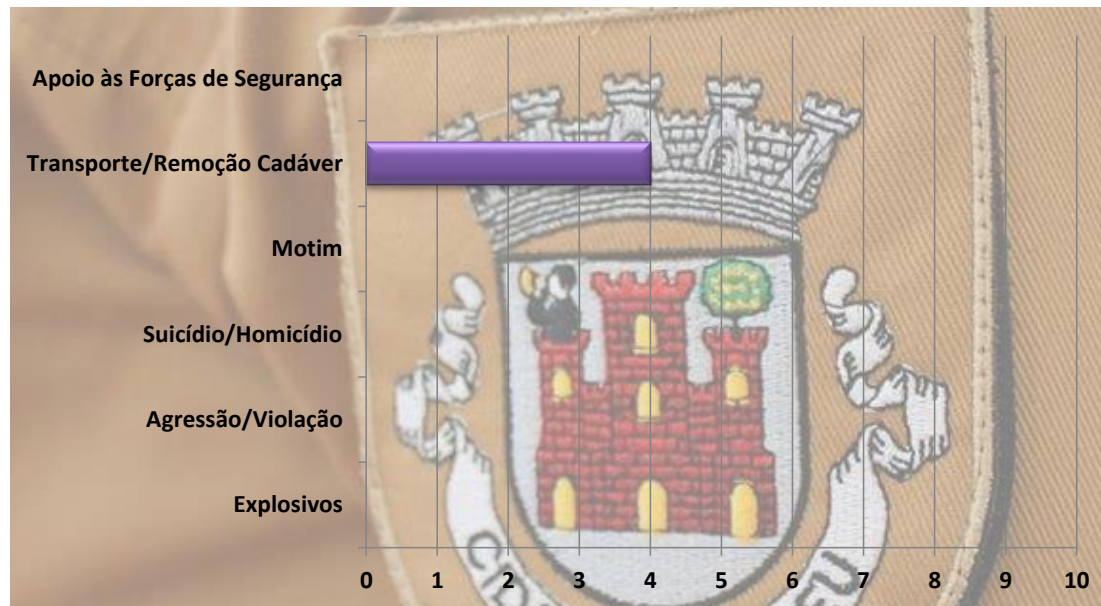 Apoio às Forças de Segurança
Transporte/Remoção Cadáver
Motim
Suicídio/Homicídio
Agressão/Violação
Explosivos
0 1 2 3 4 5 6 7 8 9 10